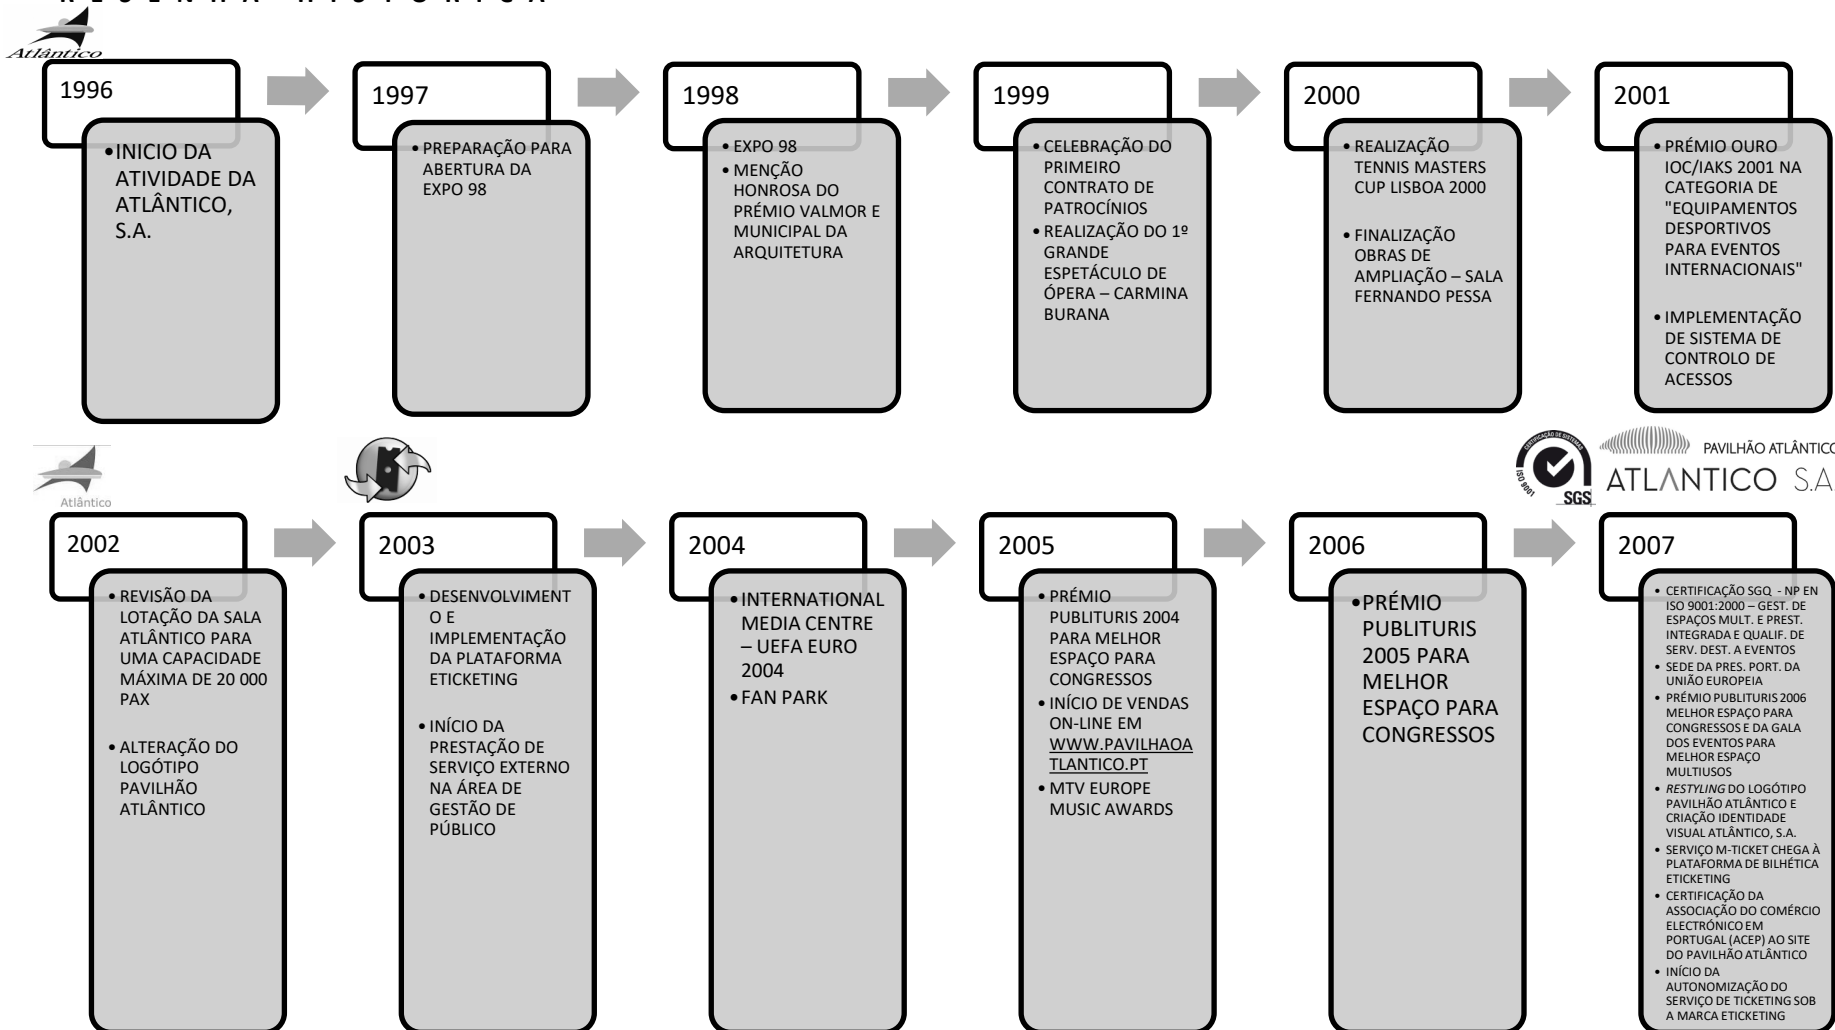 RESENHA HISTÓRICA
Atlântico
1996
•INICIO DA
ATIVIDADE DA
ATLÂNTICO,
S.A.
1997
• PREPARAÇÃO PARA
ABERTURA DA
EXPO 98
1998
• EXPO 98
• MENÇÃO
HONROSA DO
PRÉMIO VALMOR E
MUNICIPAL DA
ARQUITETURA
1999
• CELEBRAÇÃO DO
PRIMEIRO
CONTRATO DE
PATROCÍNIOS
• REALIZAÇÃO DO 1º
GRANDE
ESPETÁCULO DE
ÓPERA – CARMINA
BURANA
2000
• REALIZAÇÃO
TENNIS MASTERS
CUP LISBOA 2000
• FINALIZAÇÃO
OBRAS DE
AMPLIAÇÃO – SALA
FERNANDO PESSA
2001
• PRÉMIO OURO
IOC/IAKS 2001 NA
CATEGORIA DE
"EQUIPAMENTOS
DESPORTIVOS
PARA EVENTOS
INTERNACIONAIS"
• IMPLEMENTAÇÃO
DE SISTEMA DE
CONTROLO DE
ACESSOS
Atlântico
CERTIFICAÇÃO DE SISTEMAS
ISO 9001
SGS
PAVILHÃO ATLÂNTICO
ATLANTICO S.A.
2002
• REVISÃO DA
LOTAÇÃO DA SALA
ATLÂNTICO PARA
UMA CAPACIDADE
MÁXIMA DE 20 000
PAX
• ALTERAÇÃO DO
LOGÓTIPO
PAVILHÃO
ATLÂNTICO
2003
• DESENVOLVIMENT
O E
IMPLEMENTAÇÃO
DA PLATAFORMA
ETICKETING
• INÍCIO DA
PRESTAÇÃO DE
SERVIÇO EXTERNO
NA ÁREA DE
GESTÃO DE
PÚBLICO
2004
•INTERNATIONAL
MEDIA CENTRE
– UEFA EURO
2004
•FAN PARK
2005
• PRÉMIO
PUBLITURIS 2004
PARA MELHOR
ESPAÇO PARA
CONGRESSOS
• INÍCIO DE VENDAS
ON-LINE EM
WWW.PAVILHAOA
TLANTICO.PT
• MTV EUROPE
MUSIC AWARDS
2006
•PRÉMIO
PUBLITURIS
2005 PARA
MELHOR
ESPAÇO PARA
CONGRESSOS
2007
• CERTIFICAÇÃO SGQ - NP EN
ISO 9001:2000 – GEST. DE
ESPAÇOS MULT. E PREST.
INTEGRADA E QUALIF. DE
SERV. DEST. A EVENTOS
• SEDE DA PRES. PORT. DA
UNIÃO EUROPEIA
• PRÉMIO PUBLITURIS 2006
MELHOR ESPAÇO PARA
CONGRESSOS E DA GALA
DOS EVENTOS PARA
MELHOR ESPAÇO
MULTIUSOS
• RESTYLING DO LOGÓTIPO
PAVILHÃO ATLÂNTICO E
CRIAÇÃO IDENTIDADE
VISUAL ATLÂNTICO, S.A.
• SERVIÇO M-TICKET CHEGA À
PLATAFORMA DE BILHÉTICA
ETICKETING
• CERTIFICAÇÃO DA
ASSOCIAÇÃO DO COMÉRCIO
ELECTRÓNICO EM
PORTUGAL (ACEP) AO SITE
DO PAVILHÃO ATLÂNTICO
• INÍCIO DA
AUTONOMIZAÇÃO DO
SERVIÇO DE TICKETING SOB
A MARCA ETICKETING